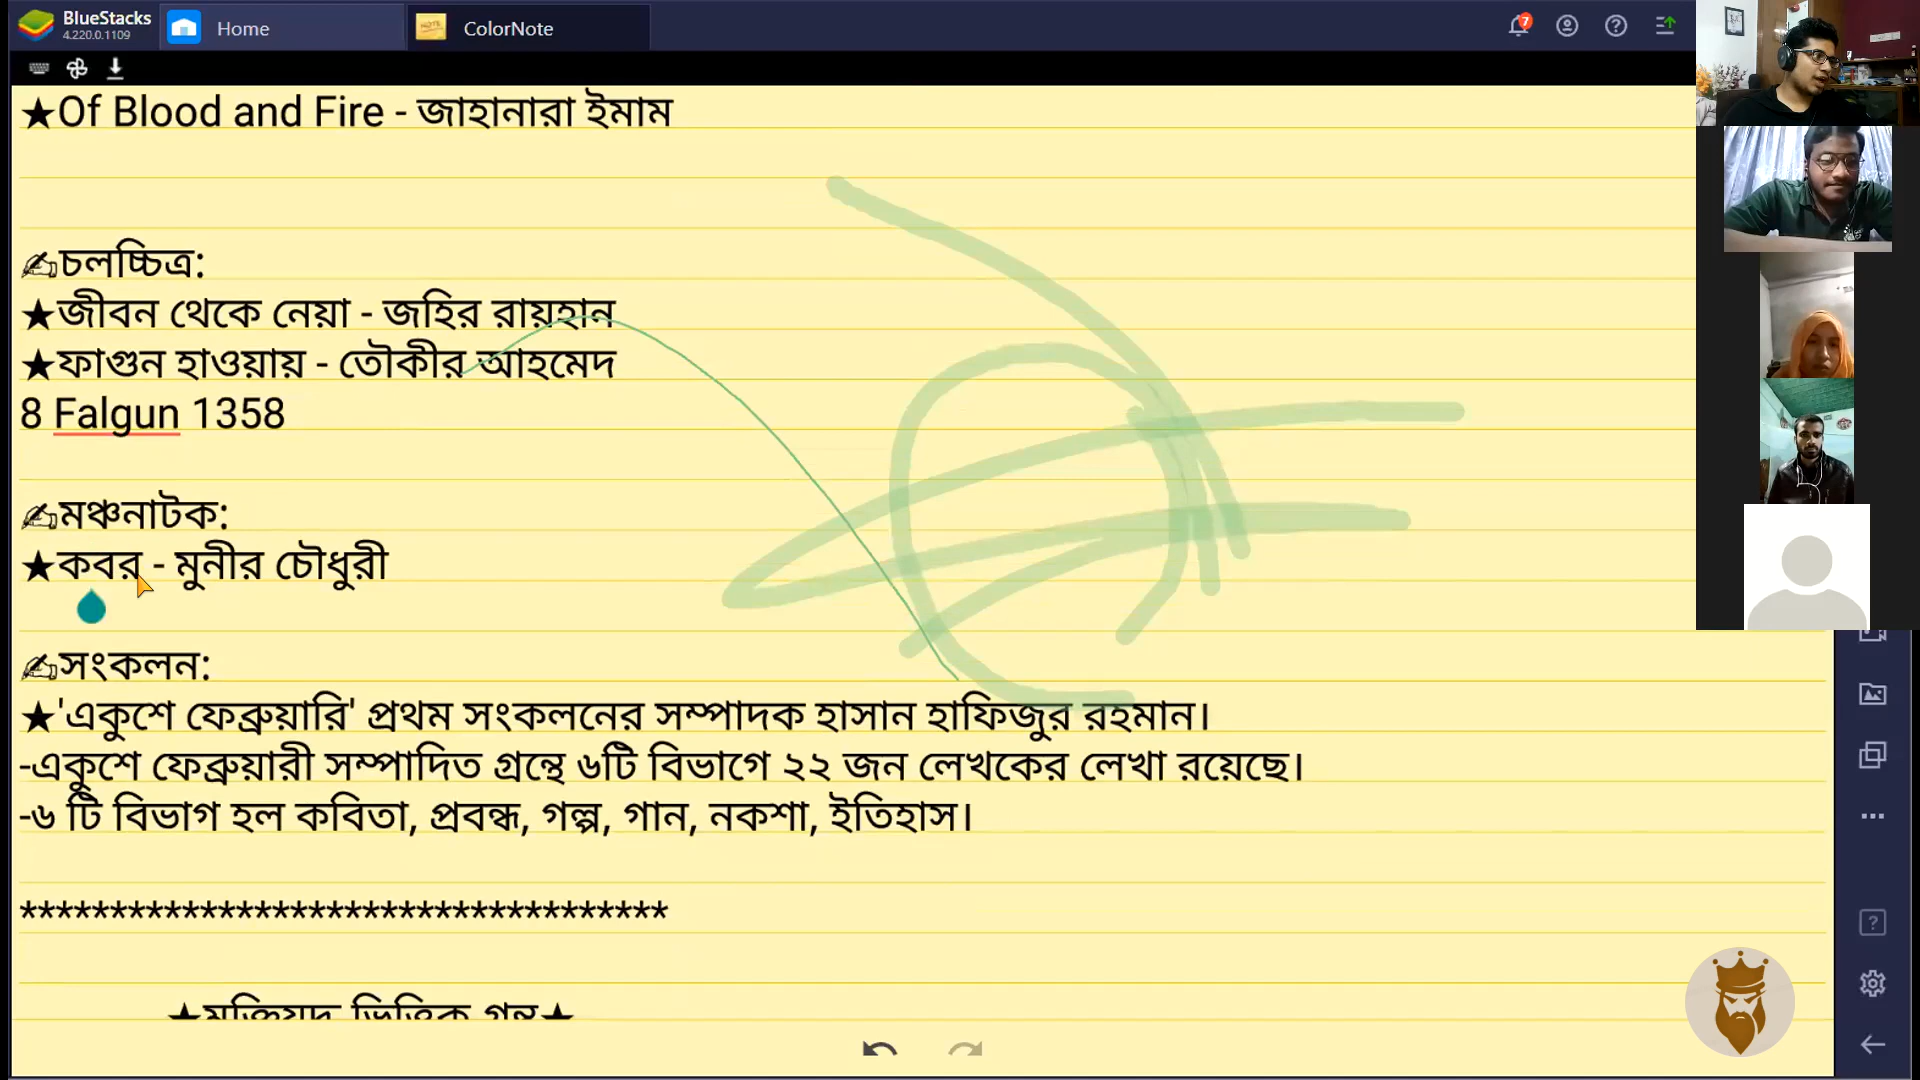 BlueStacks
4.220.0.1109
Home
ColorNote
7
★Of Blood and Fire - জাহানারা ইমাম
✍চলচ্চিত্র:
★জীবন থেকে নেয়া - জহির রায়হান
★ফাগুন হাওয়ায় - তৌকীর আহমেদ
8 Falgun 1358
✍মঞ্চনাটক:
★কবর - মুনীর চৌধুরী
✍সংকলন:
★'একুশে ফেব্রুয়ারি' প্রথম সংকলনের সম্পাদক হাসান হাফিজুর রহমান।
-একুশে ফেব্রুয়ারী সম্পাদিত গ্রন্থে ৬টি বিভাগে ২২ জন লেখকের লেখা রয়েছে।
-৬ টি বিভাগ হল কবিতা, প্রবন্ধ, গল্প, গান, নকশা, ইতিহাস।
************************************